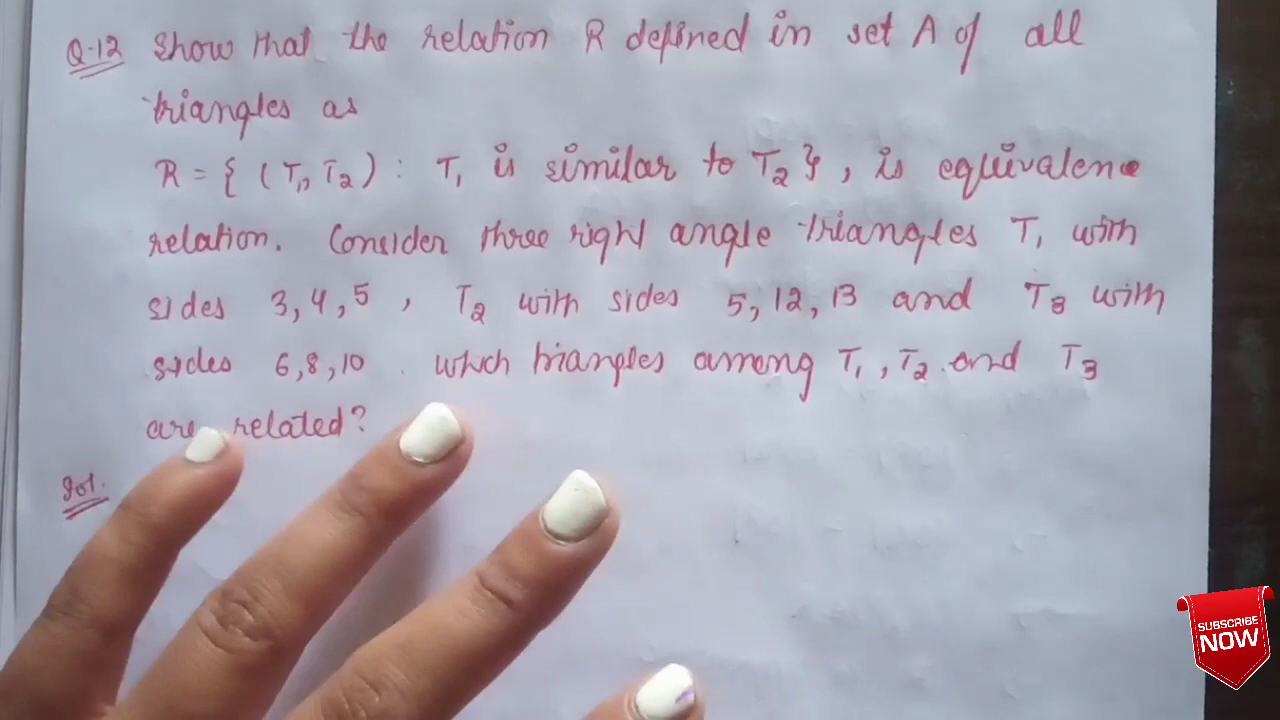 Q-12 Show that the relation R defined in set A of all
triangles as
R = { (T1, T2) : T1 is similar to T2 }, is equivalence
relation. Consider three right angle triangles T1 with
sides 3, 4, 5 , T2 with sides 5, 12, 13 and T3 with
sides 6, 8, 10 . which triangles among T1, T2 and T3
are related?
Sol.
SUBSCRIBE
NOW